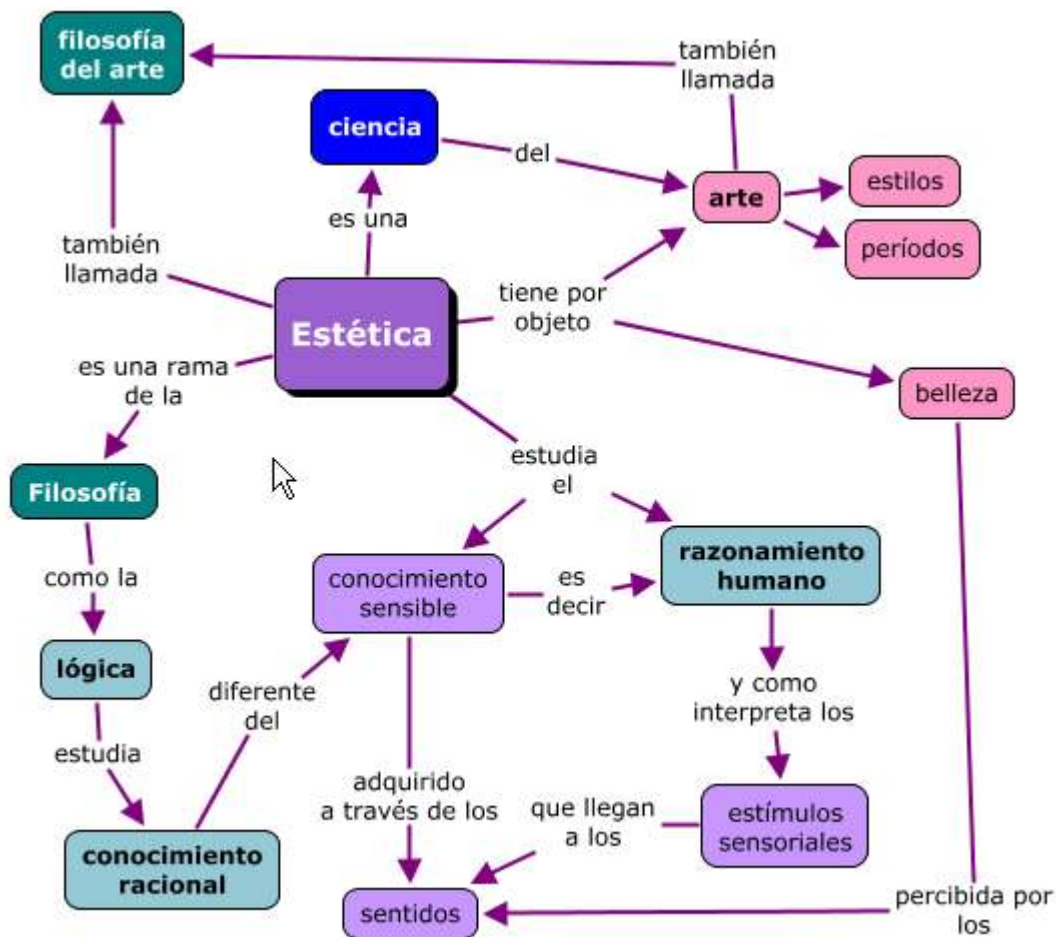 filosofía
del arte
también
llamada
ciencia
del
arte
estilos
períodos
es una
también
llamada
Estética
tiene por
objeto
es una rama
de la
belleza
estudia
el
Filosofía
razonamiento
humano
conocimiento
sensible
es
decir
como la
lógica
diferente
del
y como
interpreta los
estudia
adquirido
a través de los
que llegan
a los
estímulos
sensoriales
conocimiento
racional
sentidos
percibida por
los